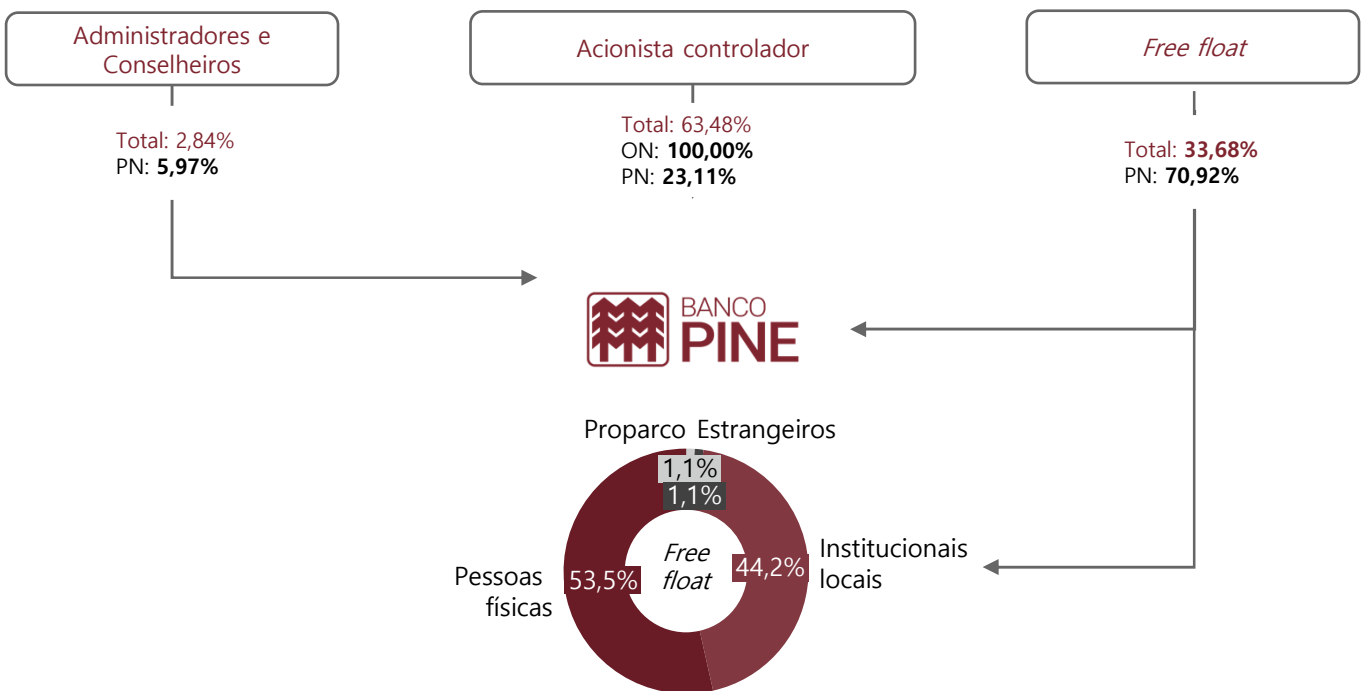 Administradores e
Conselheiros
Acionista controlador
Free float
Total: 2,84%
PN: 5,97%
Total: 63,48%
ON: 100,00%
PN: 23,11%
Total: 33,68%
PN: 70,92%
BANCO
PINE
Proparco Estrangeiros
1,1%
1,1%
Free
float
44,2%
Institucionais
locais
Pessoas
físicas
53,5%